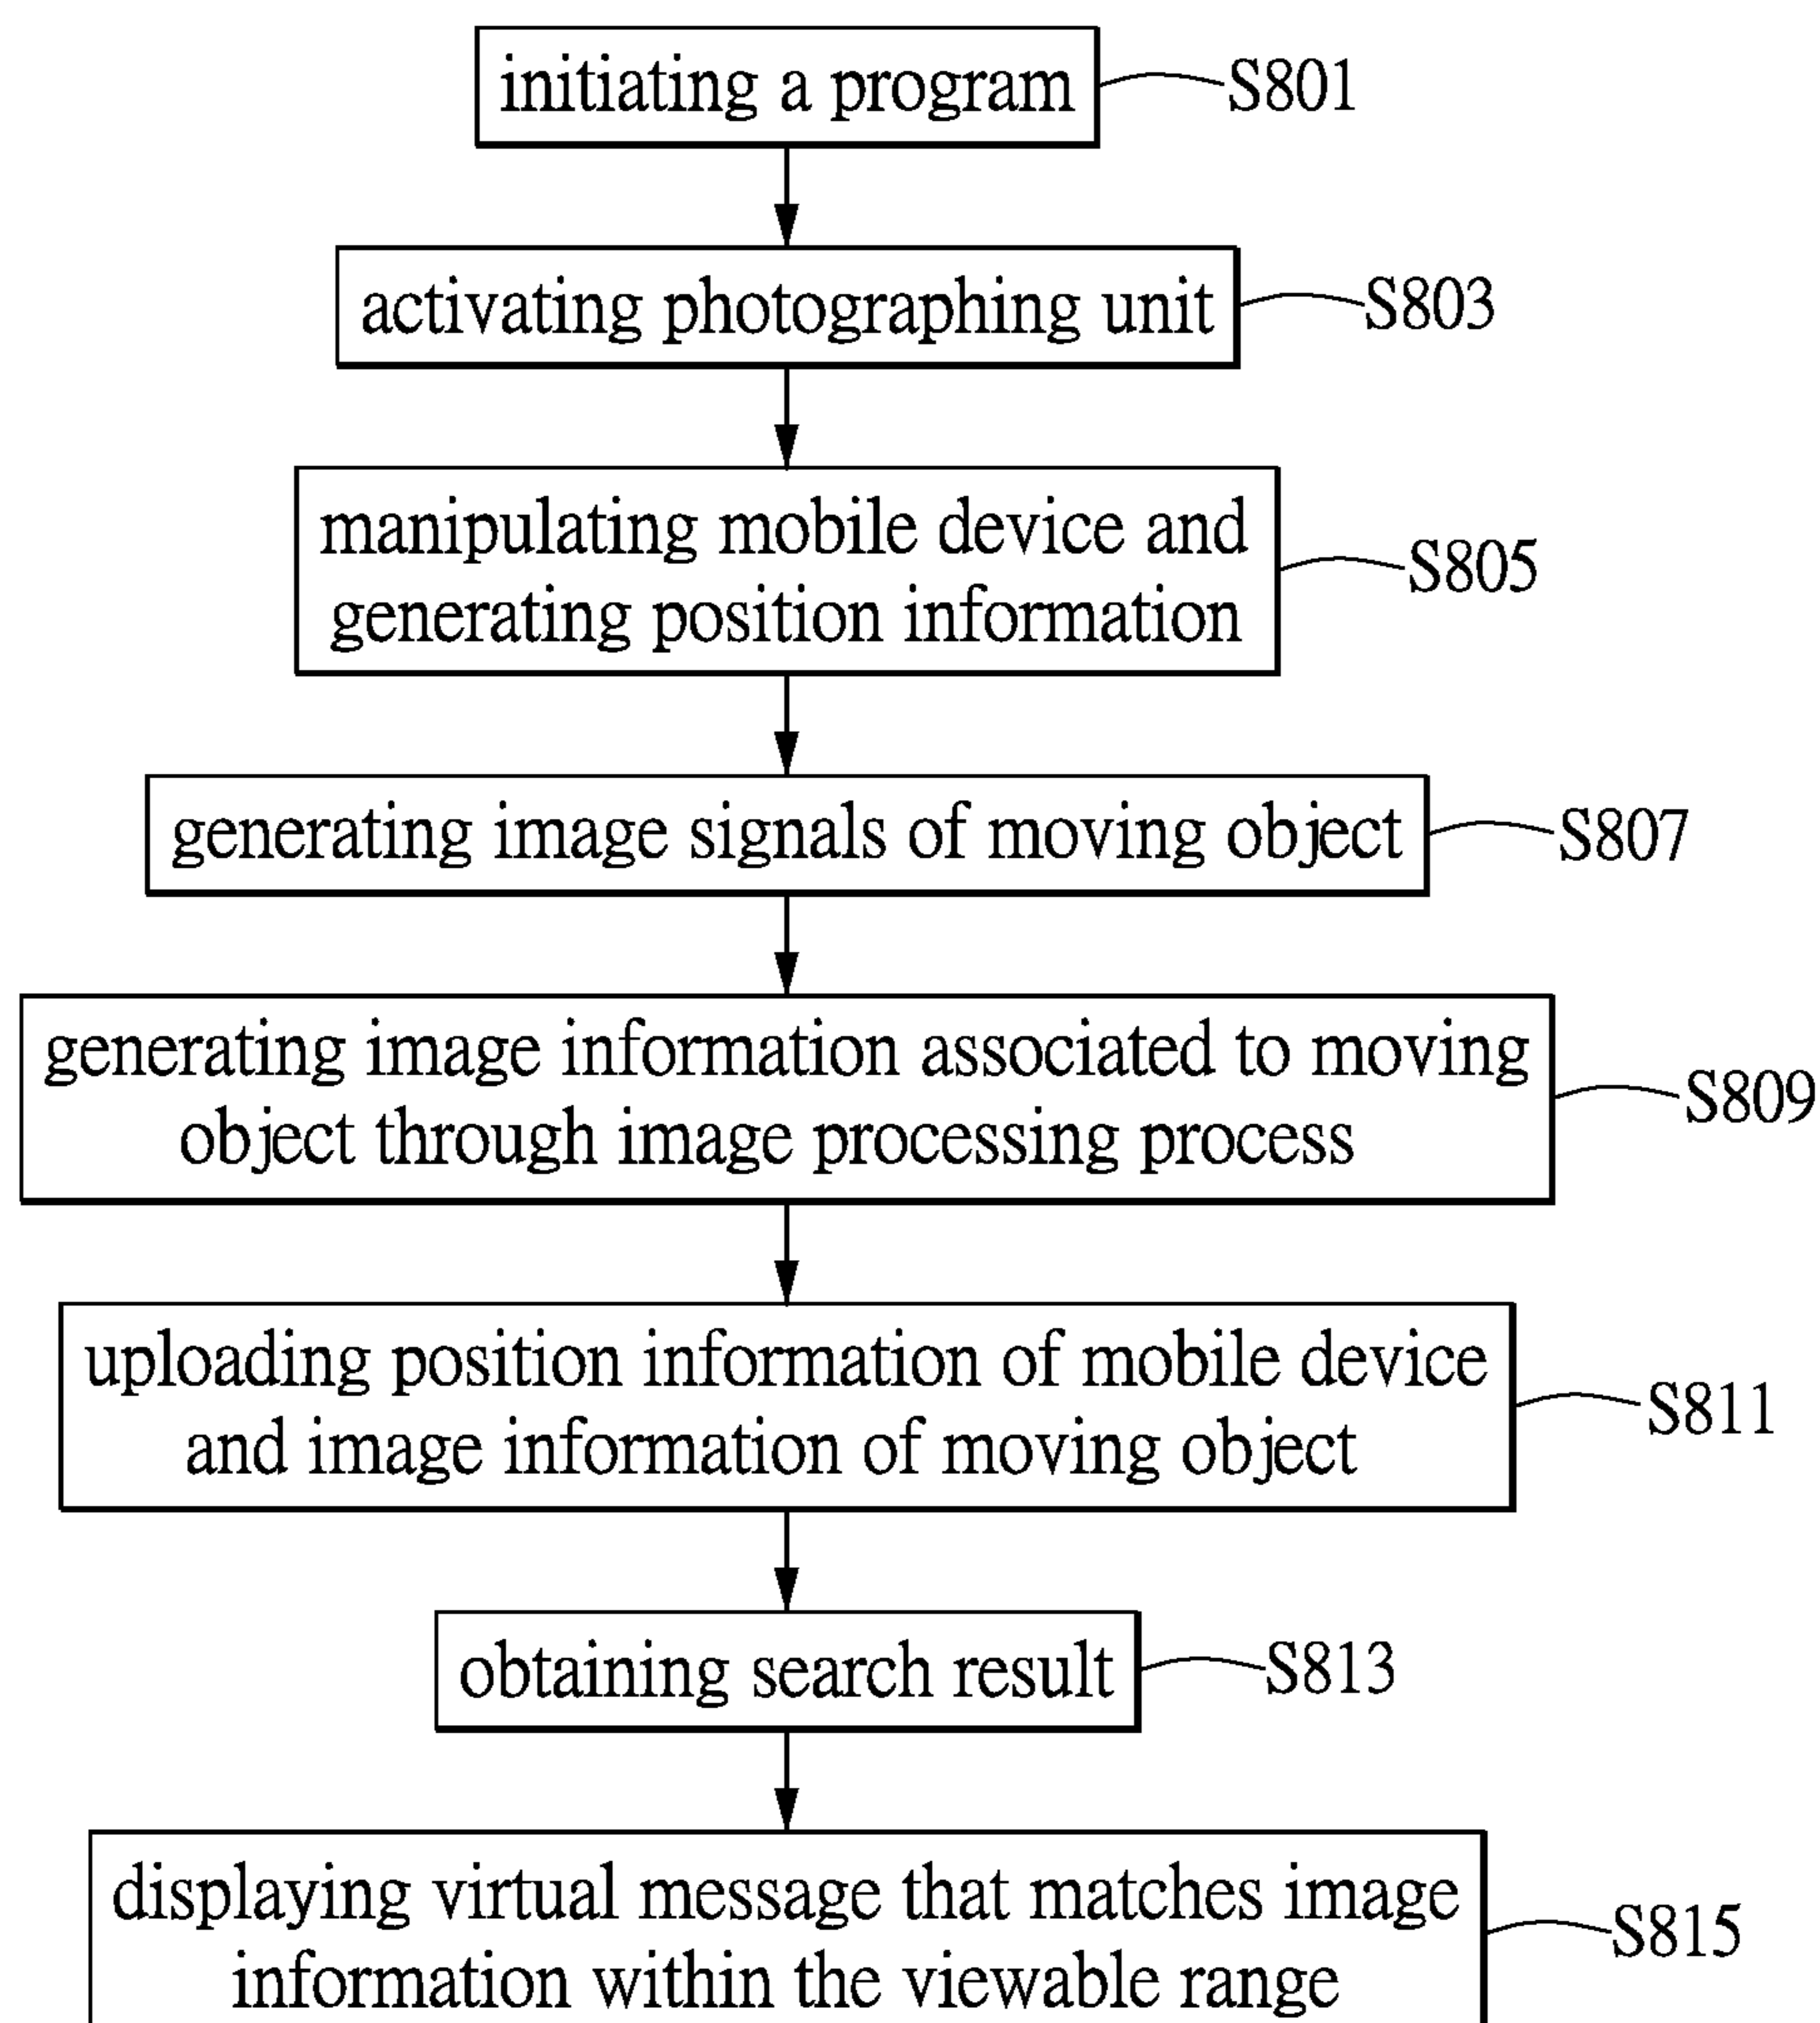 initiating a program
S801
activating photographing unit
S803
manipulating mobile device and
generating position information
S805
generating image signals of moving object
S807
generating image information associated to moving
object through image processing process
S809
uploading position information of mobile device
and image information of moving object
S811
obtaining search result
S813
displaying virtual message that matches image
information within the viewable range
S815